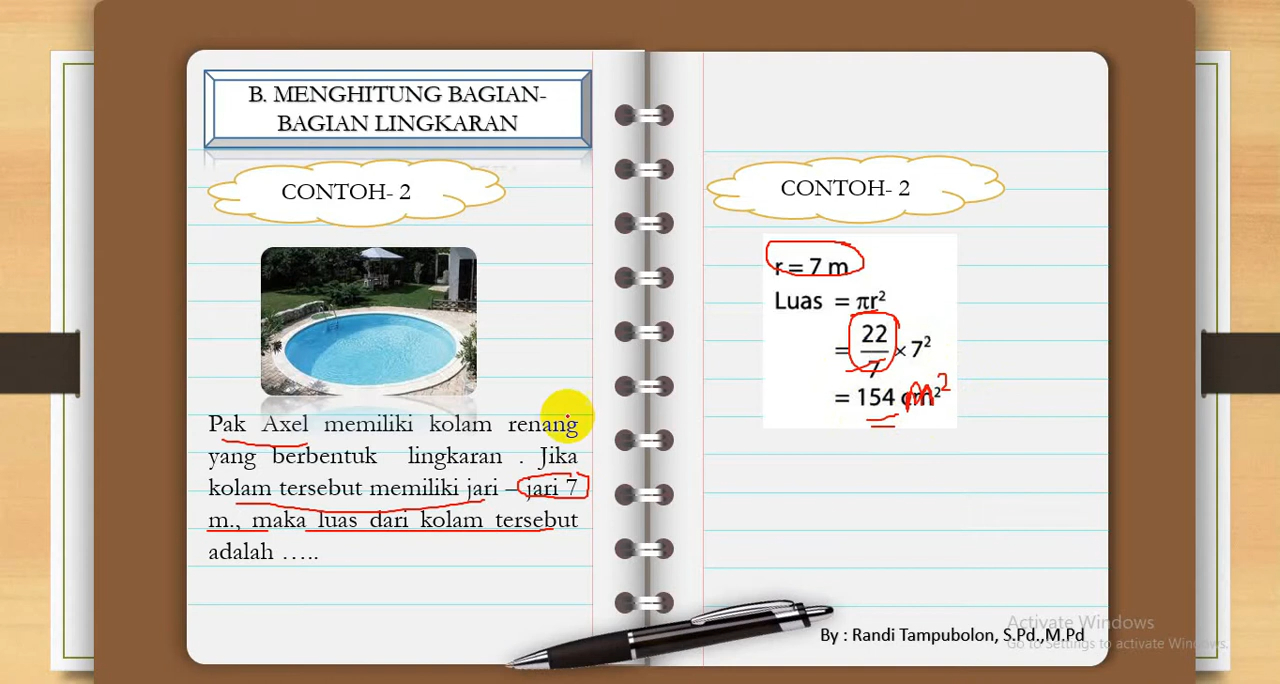 B. MENGHITUNG BAGIAN-
BAGIAN LINGKARAN
CONTOH- 2
Pak Axel memiliki kolam renang
yang berbentuk lingkaran . Jika
kolam tersebut memiliki jari – jari 7
m., maka luas dari kolam tersebut
adalah …..
CONTOH- 2
r = 7 m
Luas = πr²
= 22/7 × 7²
= 154 cm² m²
By : Randi Tampubolon, S.Pd.,M.Pd
Activate Windows
Go to Settings to activate Windows.